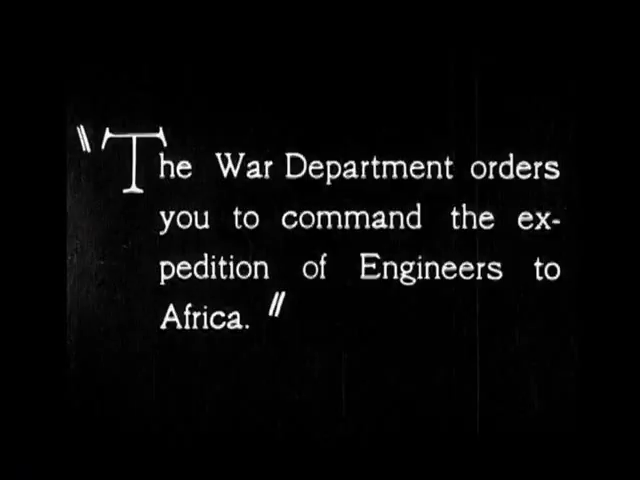 "The War Department orders
you to command the ex-
pedition of Engineers to
Africa."